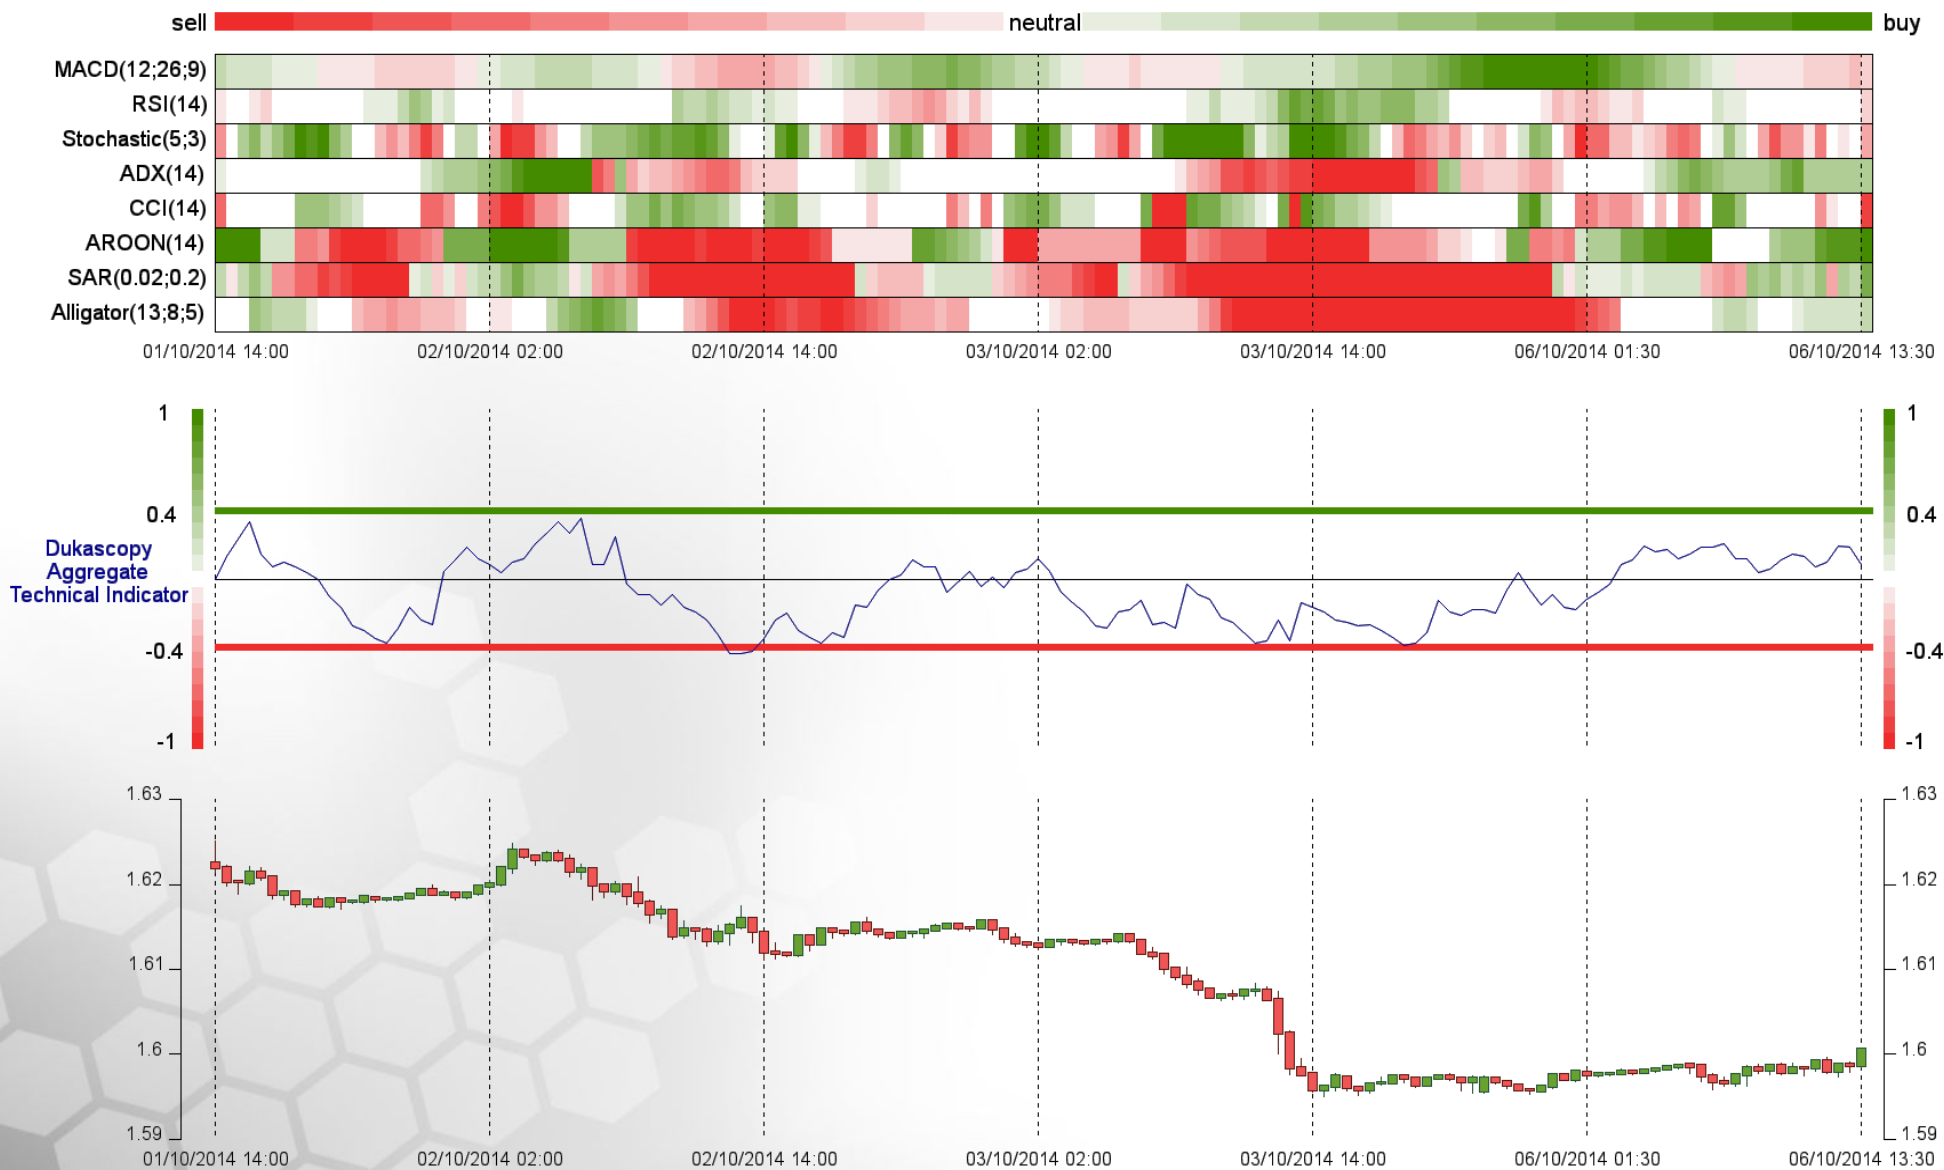 sell neutral buy
MACD(12;26;9)
RSI(14)
Stochastic(5;3)
ADX(14)
CCI(14)
AROON(14)
SAR(0.02;0.2)
Alligator(13;8;5)
01/10/2014 14:00 02/10/2014 02:00 02/10/2014 14:00 03/10/2014 02:00 03/10/2014 14:00 06/10/2014 01:30 06/10/2014 13:30
1 1
0.4 0.4
Dukascopy
Aggregate
Technical Indicator
-0.4 -0.4
-1 -1
1.63 1.63
1.62 1.62
1.61 1.61
1.6 1.6
1.59 1.59
01/10/2014 14:00 02/10/2014 02:00 02/10/2014 14:00 03/10/2014 02:00 03/10/2014 14:00 06/10/2014 01:30 06/10/2014 13:30